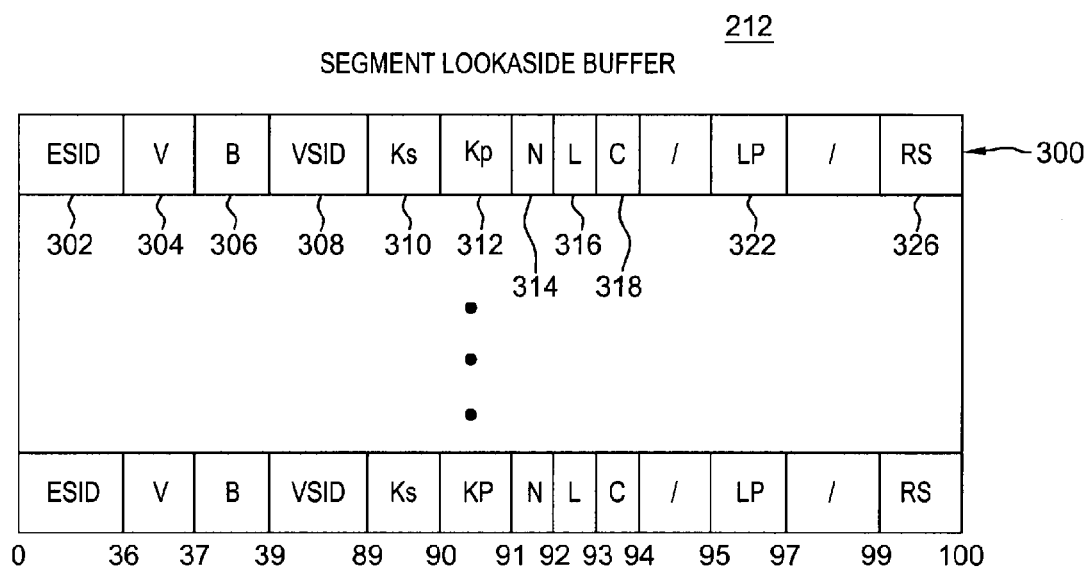 212
SEGMENT LOOKASIDE BUFFER
ESID V B VSID Ks Kp N L C / LP / RS 300
302 304 306 308 310 312 316 322 326
314 318
ESID V B VSID Ks KP N L C / LP / RS
0 36 37 39 89 90 91 92 93 94 95 97 99 100